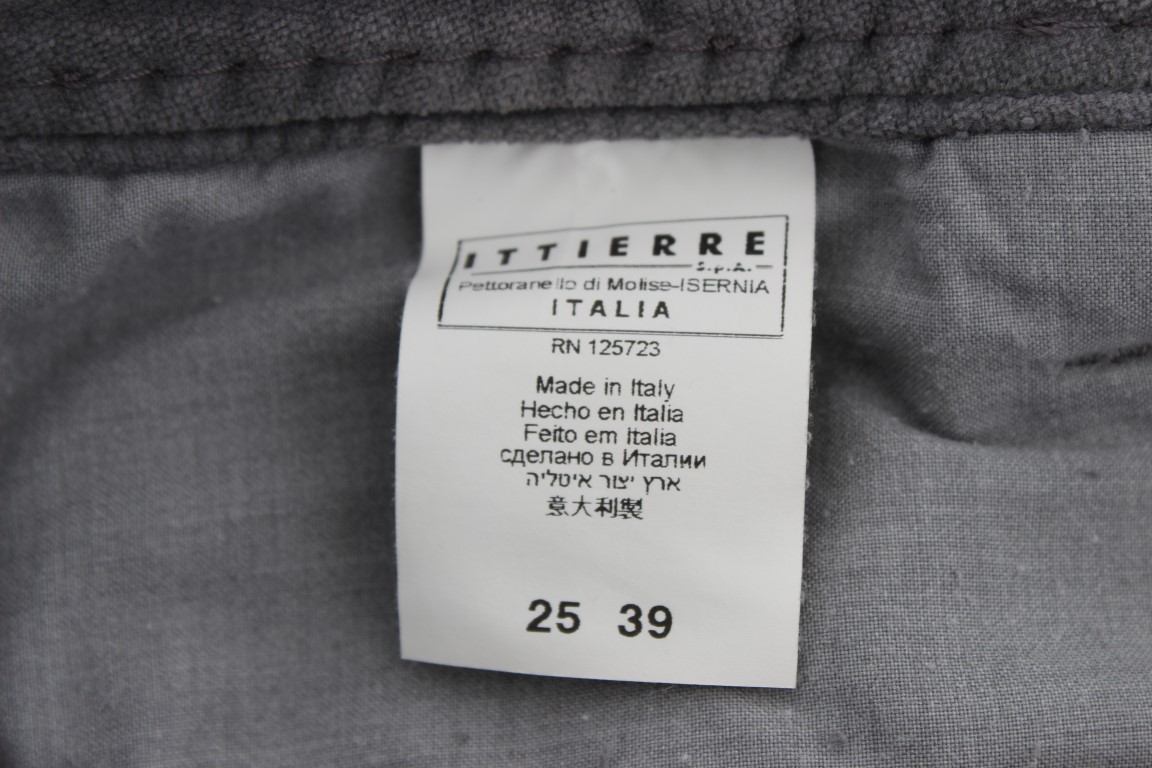 ITTIERRE
S.p.A.
Pettoranello di Molise-ISERNIA
ITALIA
RN 125723
Made in Italy
Hecho en Italia
Feito em Italia
сделано в Италии
ארץ יצור איטליה
意大利製
25 39